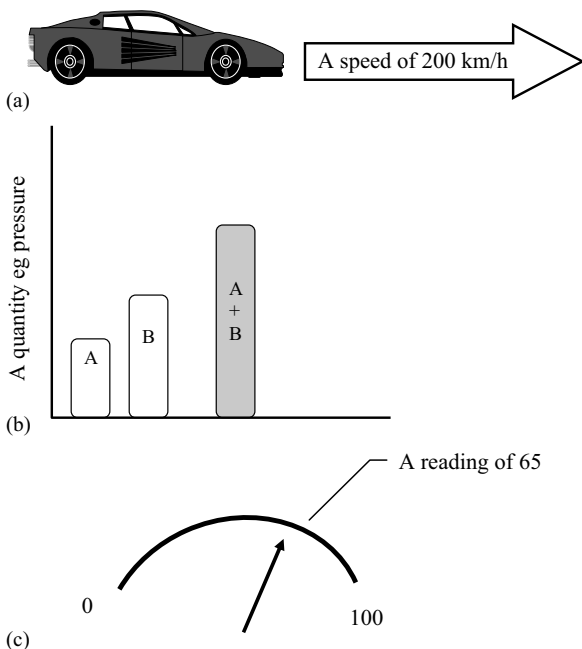 A speed of 200 km/h
(a)
A quantity eg pressure
A
B
A
+
B
(b)
A reading of 65
0
100
(c)